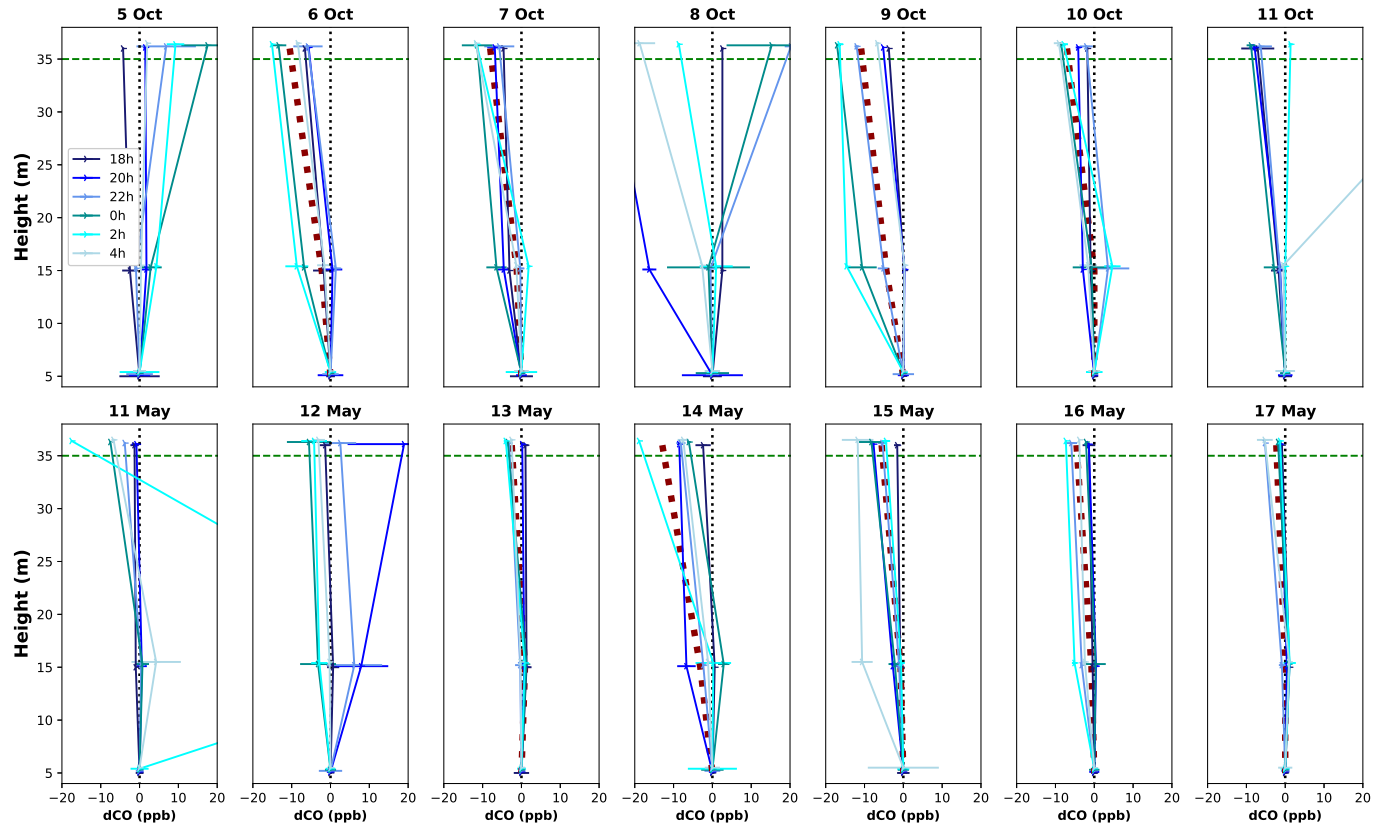 5 Oct 6 Oct 7 Oct 8 Oct 9 Oct 10 Oct 11 Oct
Height (m)
35
30
25
20
15
10
5
18h
20h
22h
0h
2h
4h
11 May 12 May 13 May 14 May 15 May 16 May 17 May
Height (m)
35
30
25
20
15
10
5
−20 −10 0 10 20 −20 −10 0 10 20 −20 −10 0 10 20 −20 −10 0 10 20 −20 −10 0 10 20 −20 −10 0 10 20 −20 −10 0 10 20
dCO (ppb) dCO (ppb) dCO (ppb) dCO (ppb) dCO (ppb) dCO (ppb) dCO (ppb)